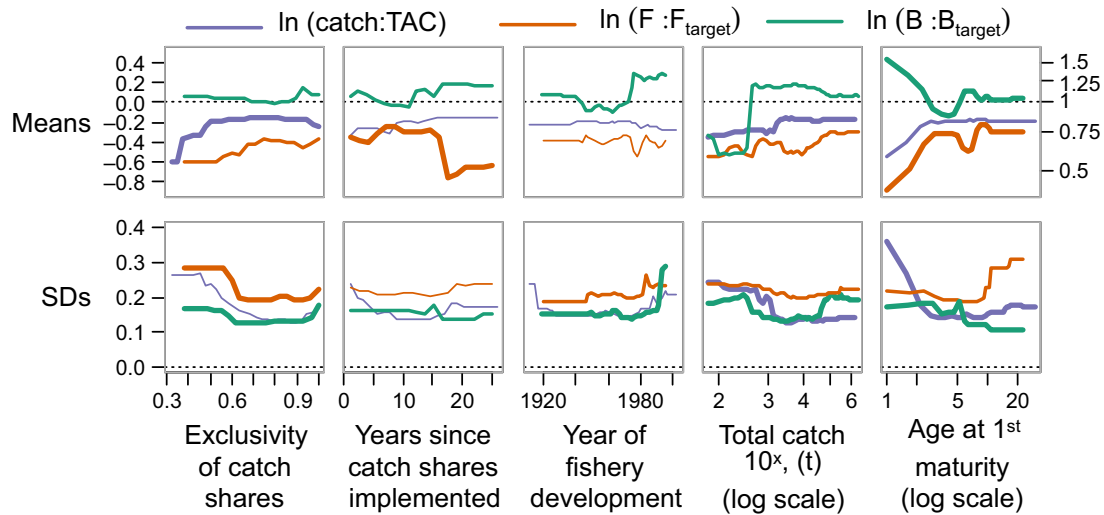 ln (catch:TAC) ln (F :Ftarget) ln (B :Btarget)
0.4
0.2
0.0
−0.2
−0.4
−0.6
−0.8
Means
1.5
1.25
1
0.75
0.5
0.4
0.3
0.2
0.1
0.0
SDs
0.3 0.6 0.9 0 20 1920 1980 2 3 4 5 6 1 5 20
Exclusivity
of catch
shares
Years since
catch shares
implemented
Year of
fishery
development
Total catch
10ˣ, (t)
(log scale)
Age at 1ˢᵗ
maturity
(log scale)